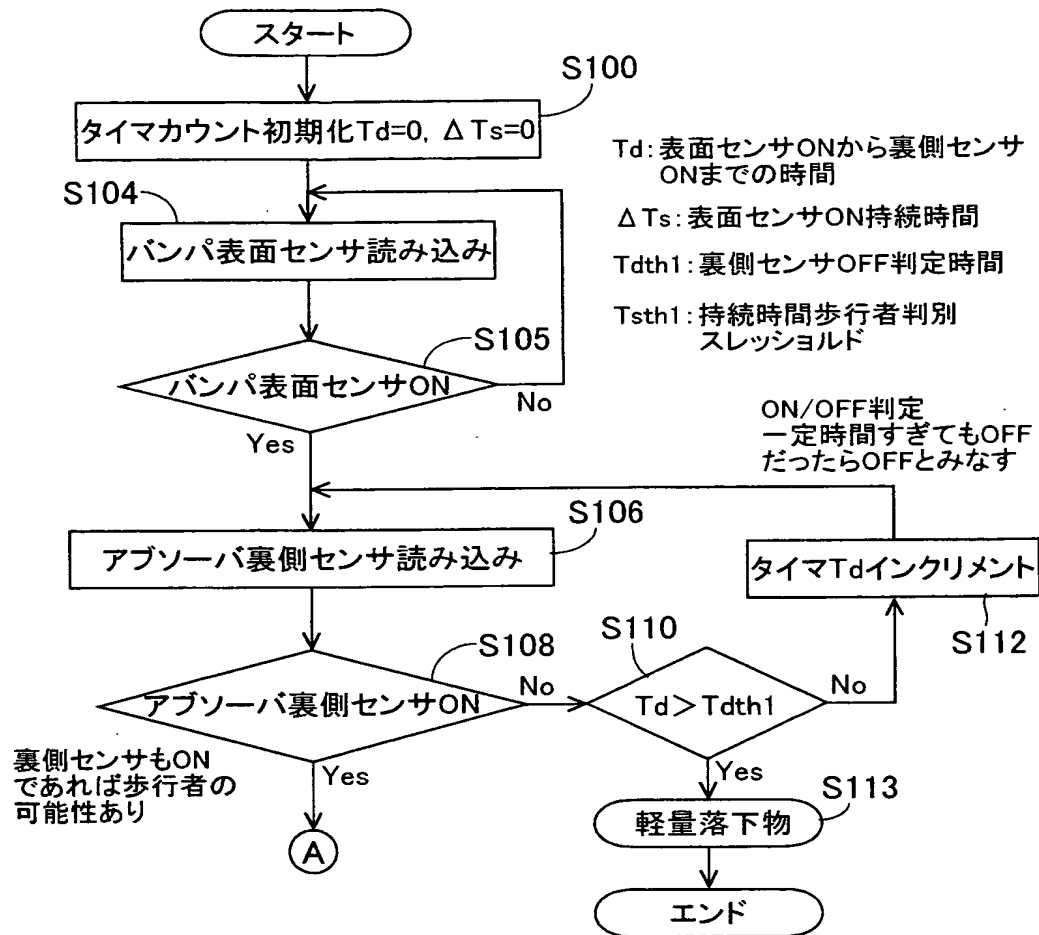 スタート
S100
タイマカウント初期化Td=0, ΔTs=0
Td:表面センサONから裏側センサ
ONまでの時間
ΔTs:表面センサON持続時間
Tdth1:裏側センサOFF判定時間
Tsth1:持続時間歩行者判別
スレッショルド
S104
バンパ表面センサ読み込み
S105
バンパ表面センサON
No
Yes
ON/OFF判定
一定時間すぎてもOFF
だったらOFFとみなす
S106
アブソーバ裏側センサ読み込み
タイマTdインクリメント
S112
S108
アブソーバ裏側センサON
No
S110
Td>Tdth1
No
裏側センサもON
であれば歩行者の
可能性あり
Yes
A
Yes
S113
軽量落下物
エンド